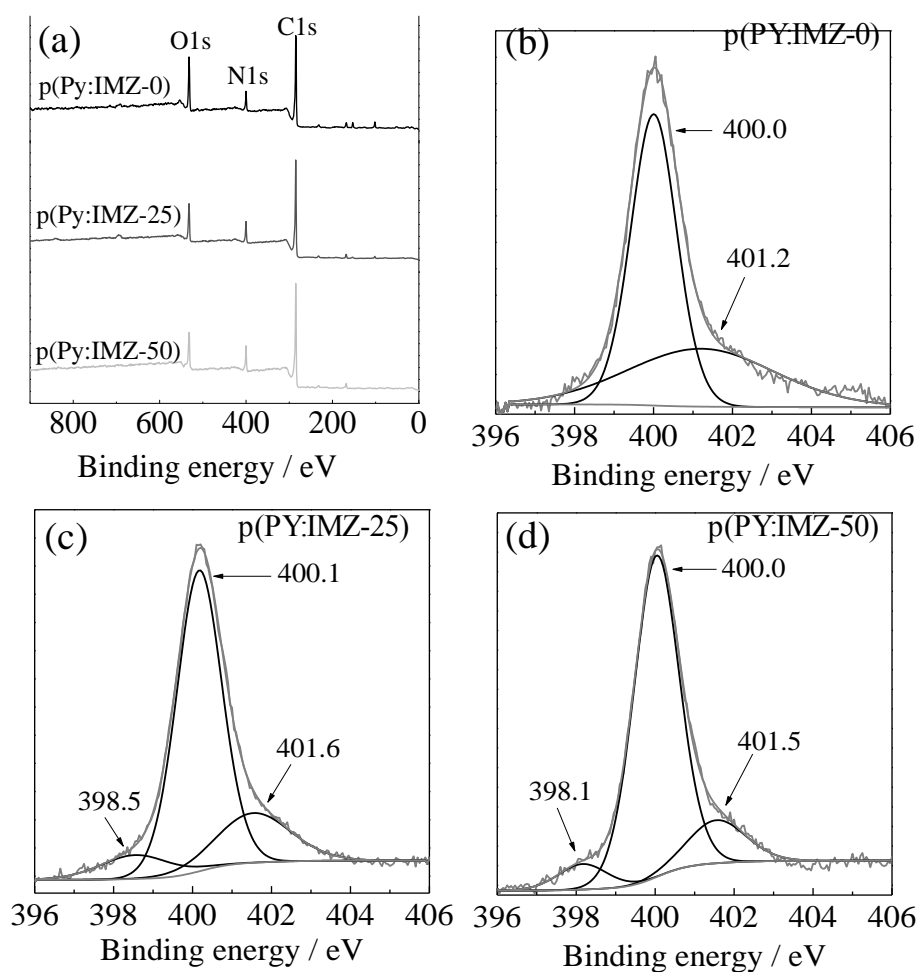 (a)
O1s
N1s
C1s
p(Py:IMZ-0)
p(Py:IMZ-25)
p(Py:IMZ-50)
800 600 400 200 0
Binding energy / eV
(b)
p(PY:IMZ-0)
400.0
401.2
396 398 400 402 404 406
Binding energy / eV
(c)
p(PY:IMZ-25)
400.1
401.6
398.5
396 398 400 402 404 406
Binding energy / eV
(d)
p(PY:IMZ-50)
400.0
401.5
398.1
396 398 400 402 404 406
Binding energy / eV